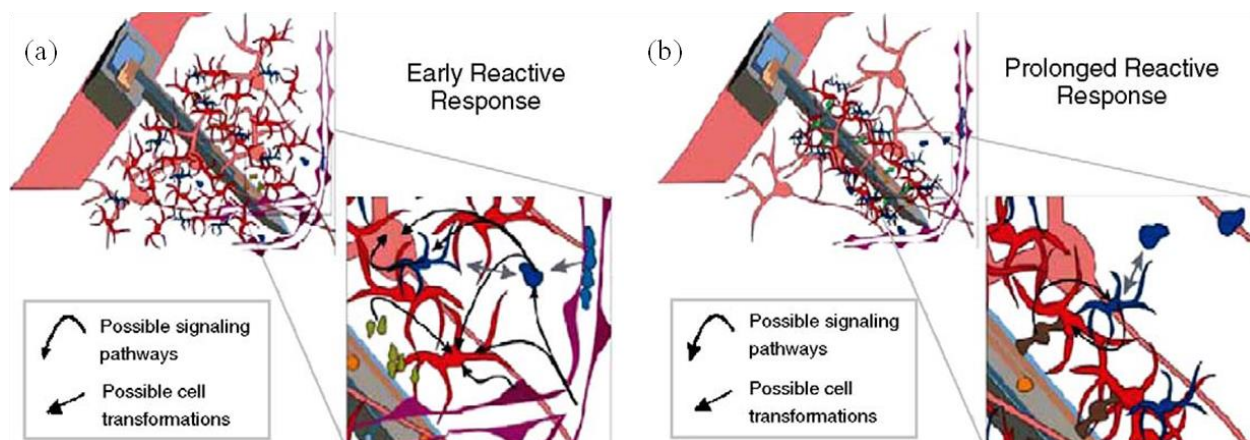 (a)
Early Reactive
Response
Possible signaling
pathways
Possible cell
transformations
(b)
Prolonged Reactive
Response
Possible signaling
pathways
Possible cell
transformations